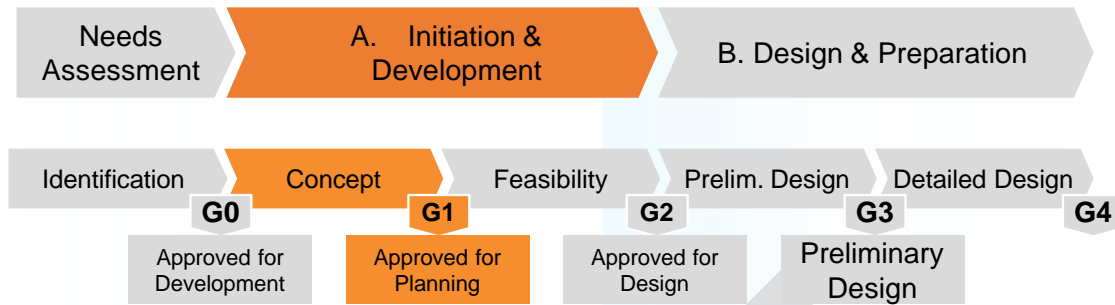 Needs
Assessment
A. Initiation &
Development
B. Design & Preparation
Identification
Concept
Feasibility
Prelim. Design
Detailed Design
G0
G1
G2
G3
G4
Approved for
Development
Approved for
Planning
Approved for
Design
Preliminary
Design